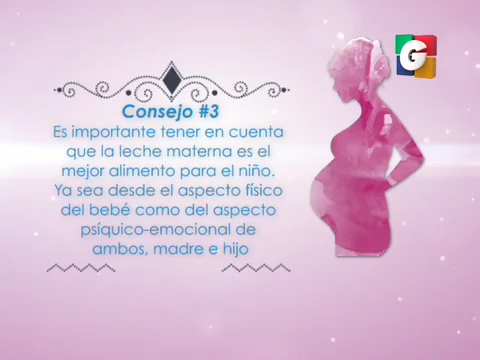 G
Consejo #3
Es importante tener en cuenta
que la leche materna es el
mejor alimento para el niño.
Ya sea desde el aspecto físico
del bebé como del aspecto
psíquico-emocional de
ambos, madre e hijo